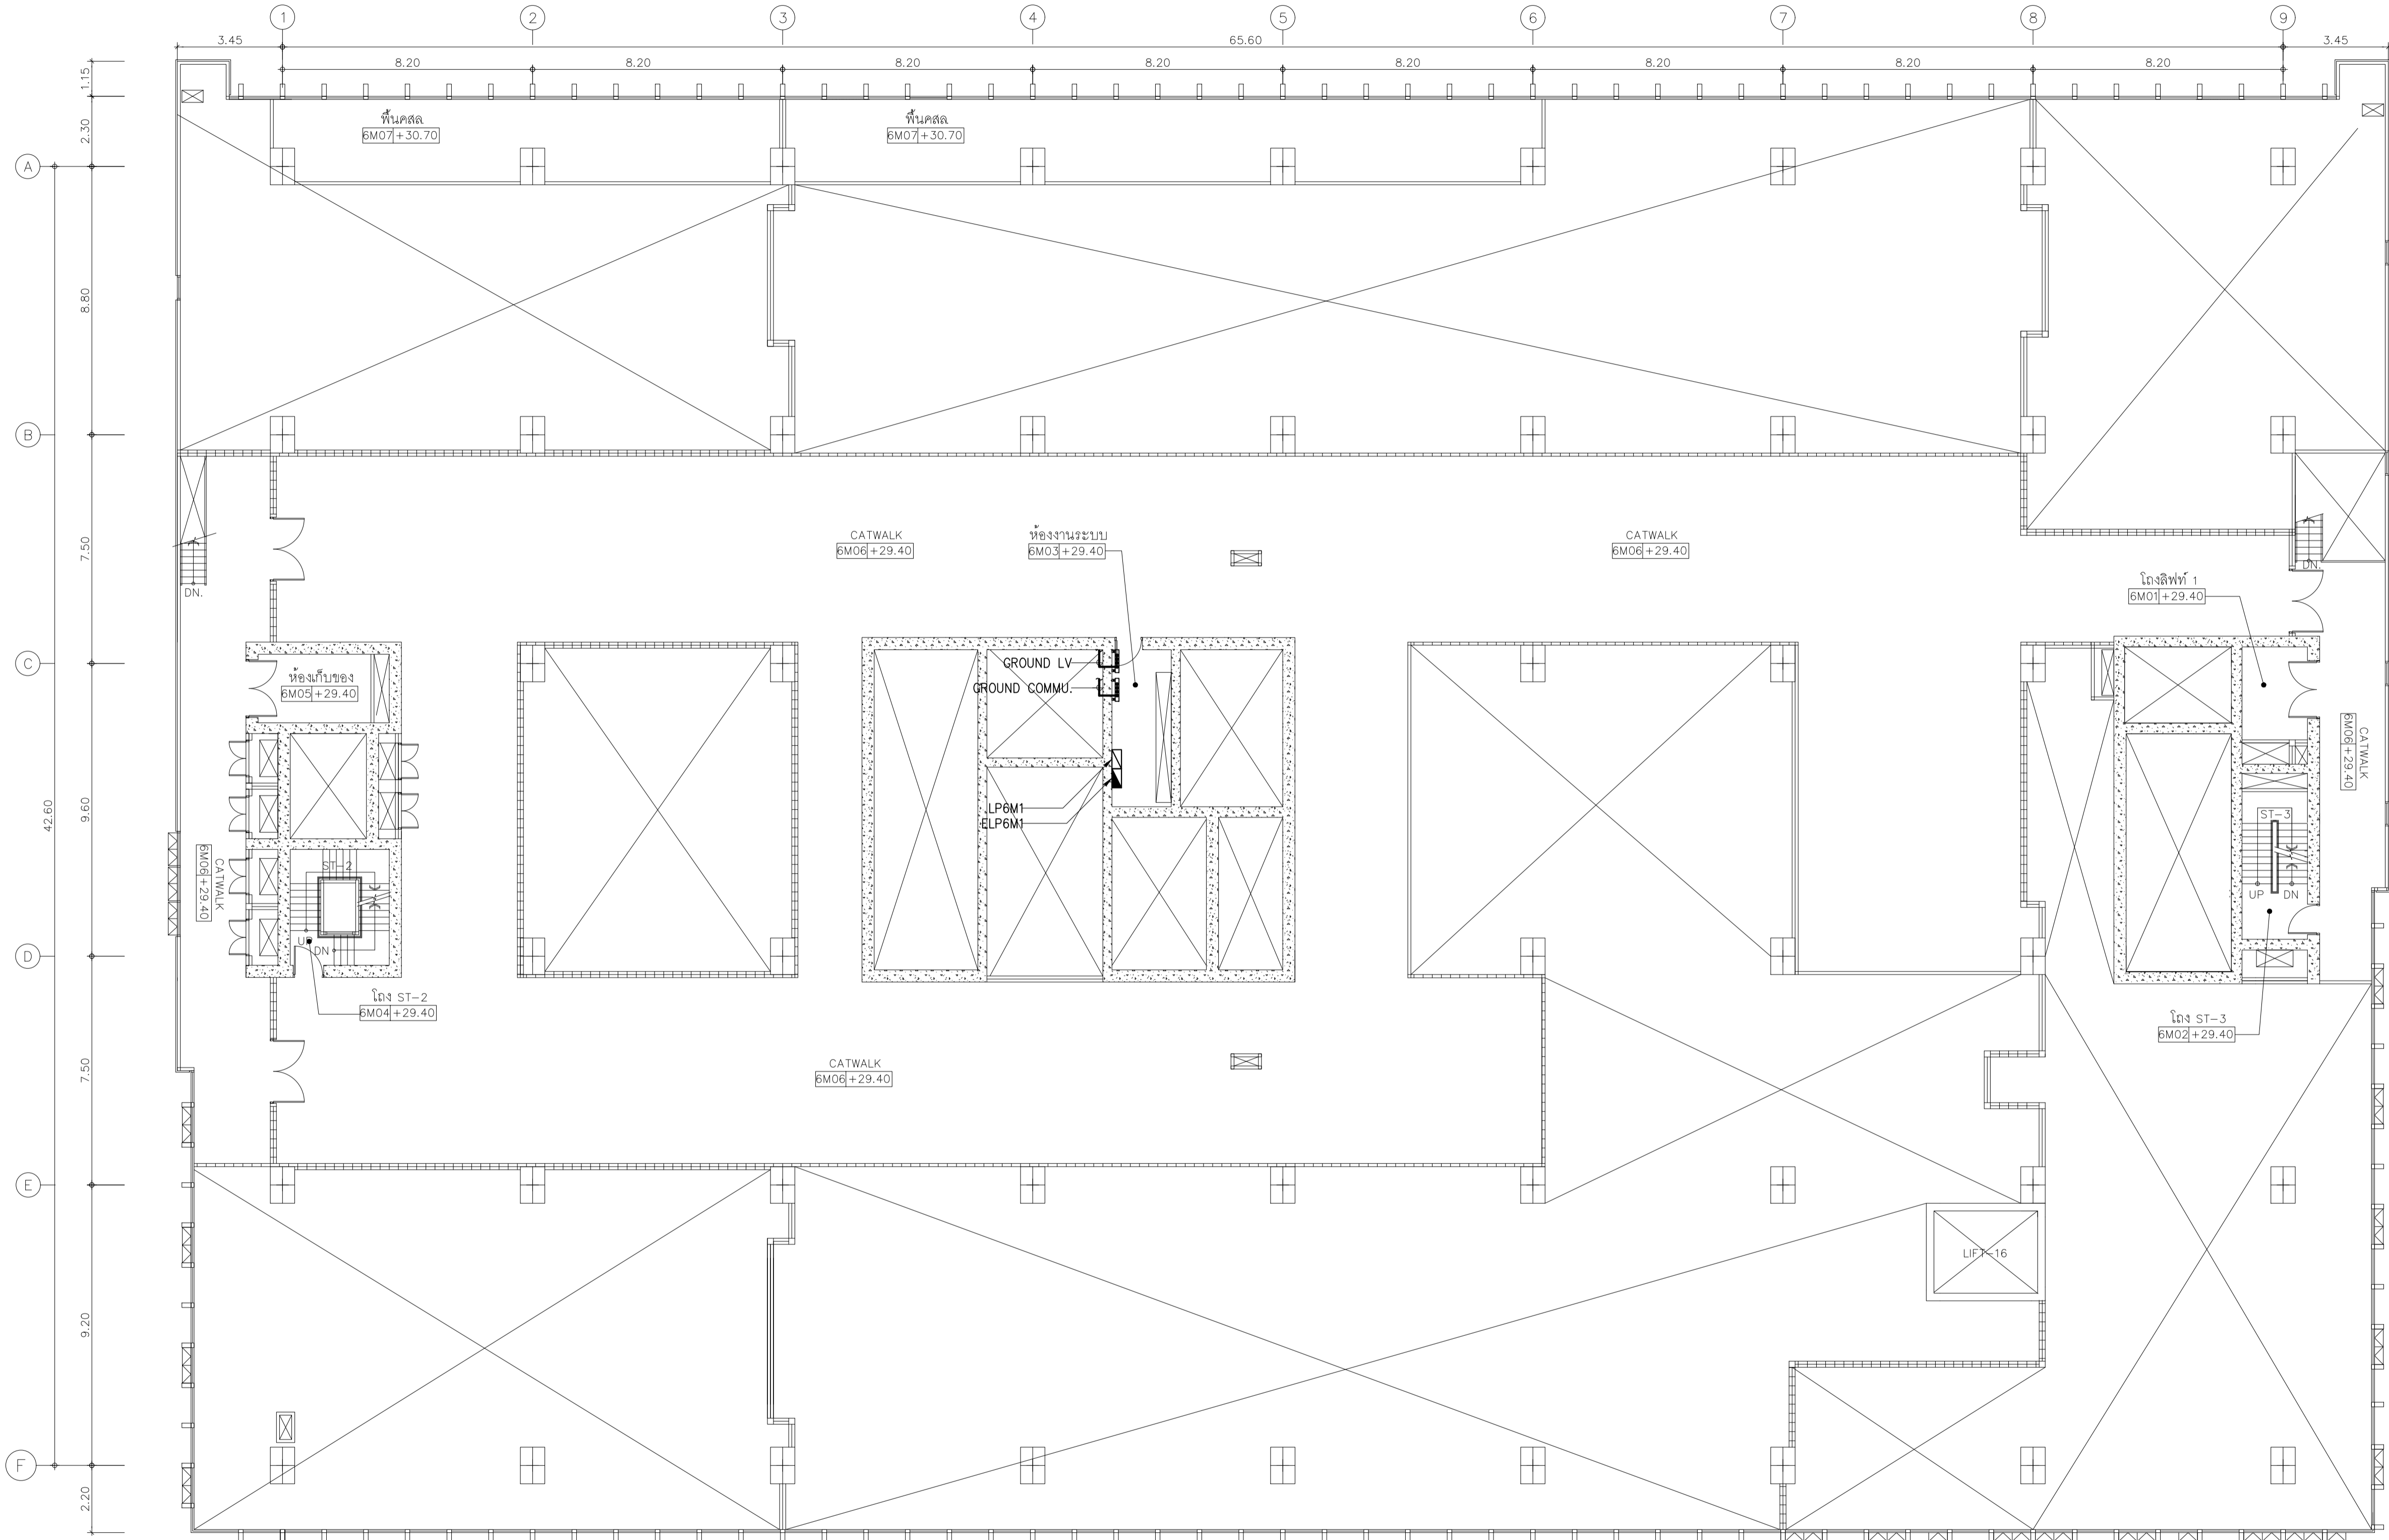 1 2 3 4 5 6 7 8 9
3.45 65.60 3.45
8.20 8.20 8.20 8.20 8.20 8.20 8.20 8.20
1.15
2.30
พื้นคสล.
6M07 +30.70
พื้นคสล.
6M07 +30.70
A
8.80
B
7.50
CATWALK
6M06 +29.40
ห้องงานระบบ
6M03 +29.40
CATWALK
6M06 +29.40
DN.
DN.
โถงลิฟท์ 1
6M01 +29.40
C
GROUND LV
GROUND COMMU.
ห้องเก็บของ
6M05 +29.40
CATWALK
6M06 +29.40
42.60
9.60
LP6M1
ELP6M1
ST-3
UP DN
CATWALK
6M06 +29.40
ST-2
UP
DN
D
โถง ST-2
6M04 +29.40
โถง ST-3
6M02 +29.40
7.50
CATWALK
6M06 +29.40
E
LIFT-16
9.20
F
2.20